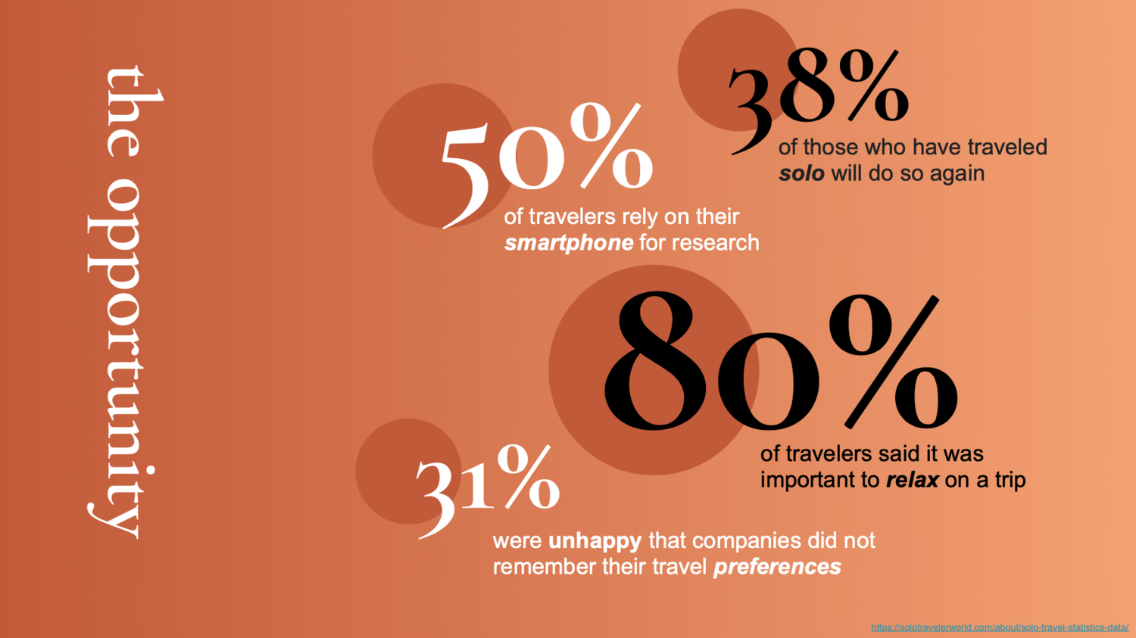 the opportunity
50%
of travelers rely on their
smartphone for research
38%
of those who have traveled
solo will do so again
80%
of travelers said it was
important to relax on a trip
31%
were unhappy that companies did not
remember their travel preferences
https://solotravelerworld.com/about/solo-travel-statistics-data/